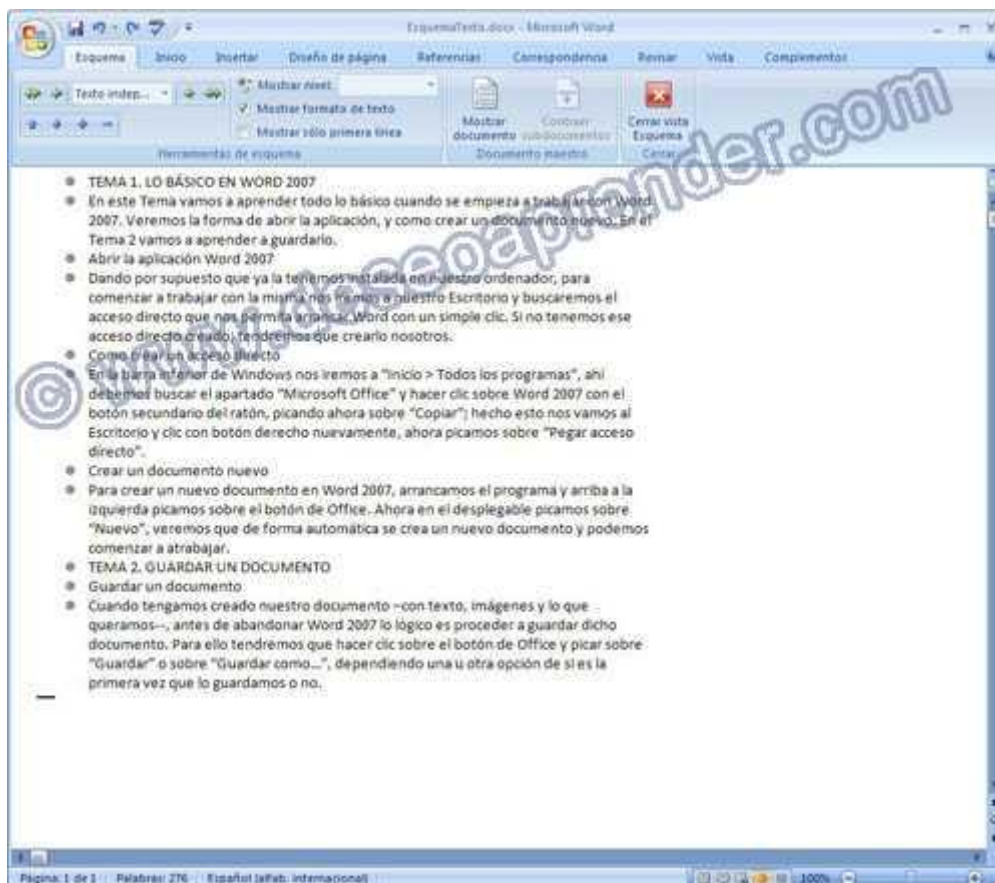 EsquemaTexto.docx - Microsoft Word
Esquema Inicio Insertar Diseño de página Referencias Correspondencia Revisar Vista Complementos
Texto indep...
Mostrar nivel:
Mostrar formato de texto
Mostrar sólo primera línea
Mostrar documento
Contraer subdocumentos
Cerrar vista Esquema
Herramientas de esquema Documento maestro Cerrar
© www.deseoaprender.com
TEMA 1. LO BÁSICO EN WORD 2007
En este Tema vamos a aprender todo lo básico cuando se empieza a trabajar con Word
2007. Veremos la forma de abrir la aplicación, y como crear un documento nuevo. En el
Tema 2 vamos a aprender a guardarlo.
Abrir la aplicación Word 2007
Dando por supuesto que ya la tenemos instalada en nuestro ordenador, para
comenzar a trabajar con la misma nos iremos a nuestro Escritorio y buscaremos el
acceso directo que nos permita arrancar Word con un simple clic. Si no tenemos ese
acceso directo creado, tendremos que crearlo nosotros.
Como crear un acceso directo
En la barra inferior de Windows nos iremos a "Inicio > Todos los programas", ahí
debemos buscar el apartado "Microsoft Office" y hacer clic sobre Word 2007 con el
botón secundario del ratón, picando ahora sobre "Copiar"; hecho esto nos vamos al
Escritorio y clic con botón derecho nuevamente, ahora picamos sobre "Pegar acceso
directo".
Crear un documento nuevo
Para crear un nuevo documento en Word 2007, arrancamos el programa y arriba a la
izquierda picamos sobre el botón de Office. Ahora en el desplegable picamos sobre
"Nuevo", veremos que de forma automática se crea un nuevo documento y podemos
comenzar a atrabajar.
TEMA 2. GUARDAR UN DOCUMENTO
Guardar un documento
Cuando tengamos creado nuestro documento –con texto, imágenes y lo que
queramos--, antes de abandonar Word 2007 lo lógico es proceder a guardar dicho
documento. Para ello tendremos que hacer clic sobre el botón de Office y picar sobre
"Guardar" o sobre "Guardar como...", dependiendo una u otra opción de si es la
primera vez que lo guardamos o no.
Página: 1 de 1 Palabras: 276 Español (alfab. internacional) 100%